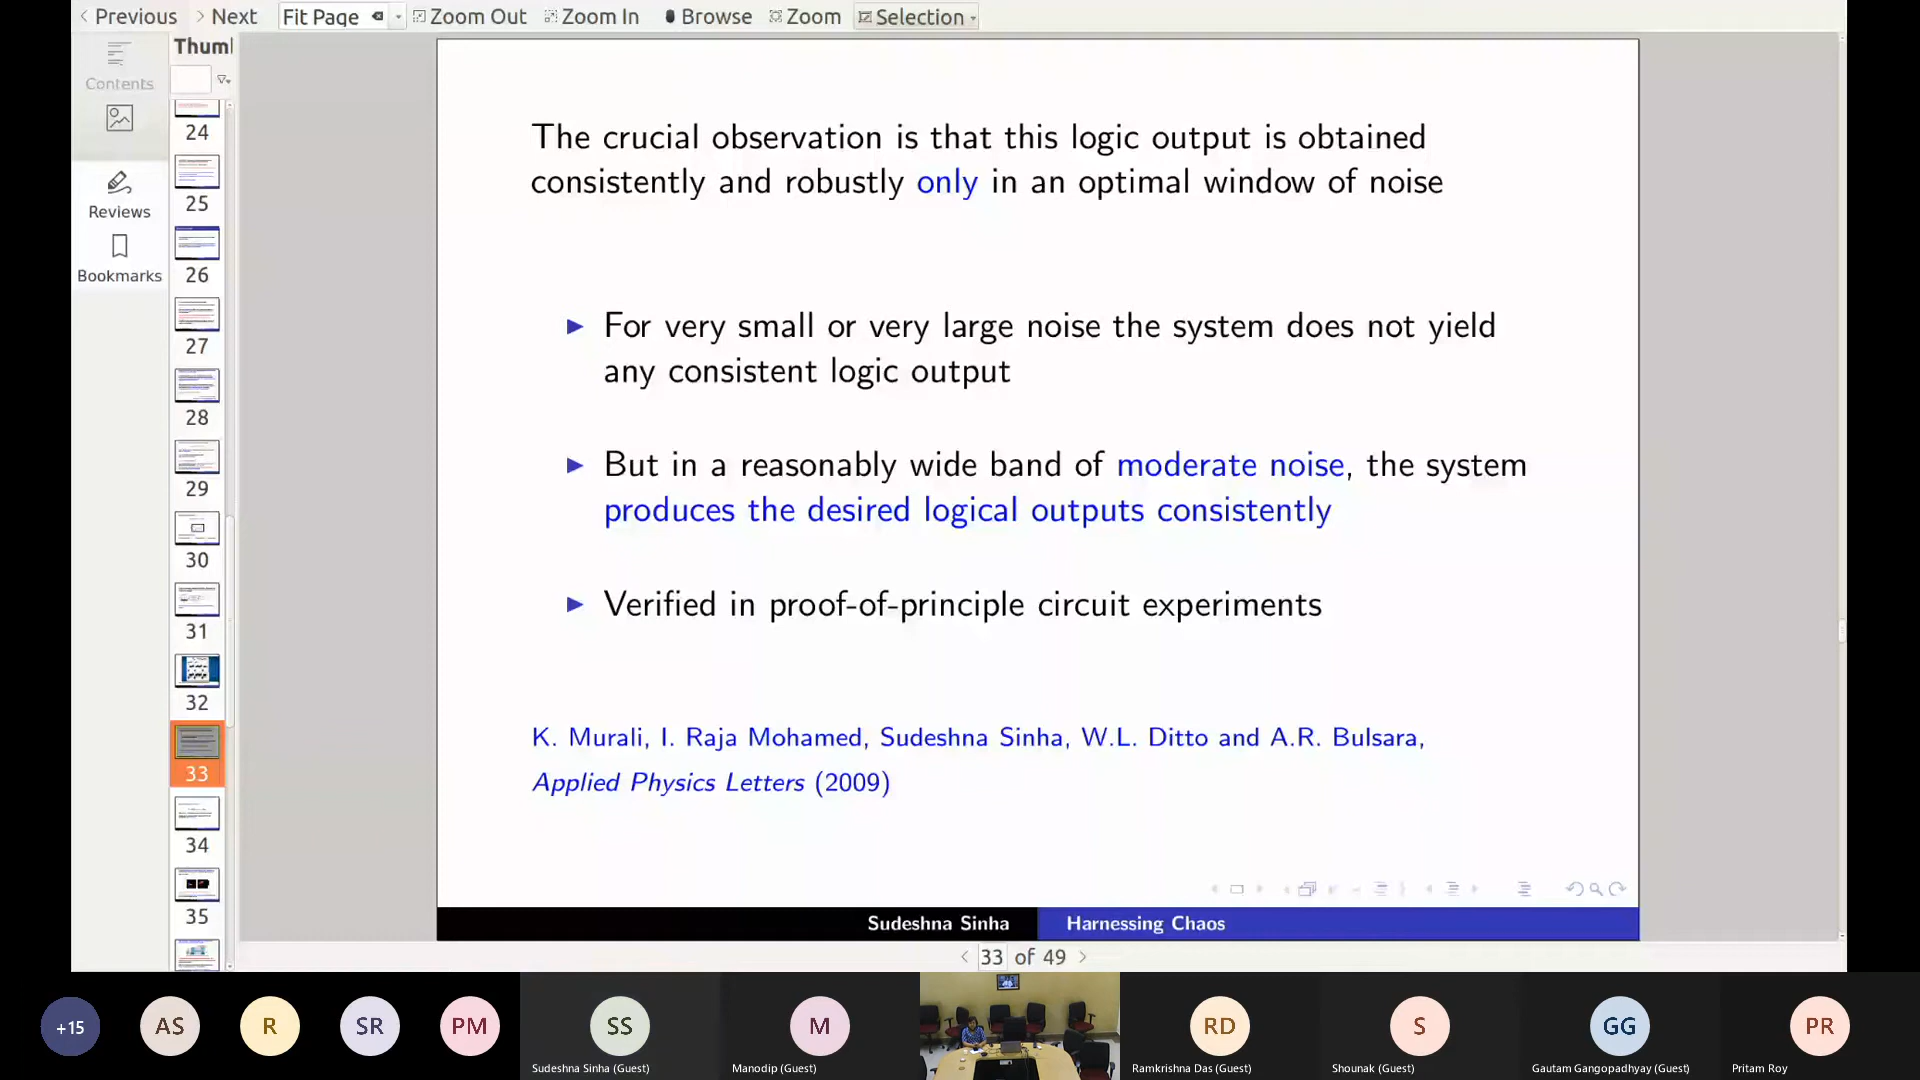 Previous
Next
Fit Page
Zoom Out
Zoom In
Browse
Zoom
Selection
Contents
Reviews
Bookmarks
24
25
26
27
28
29
30
31
32
33
34
35
The crucial observation is that this logic output is obtained
consistently and robustly only in an optimal window of noise
For very small or very large noise the system does not yield
any consistent logic output
But in a reasonably wide band of moderate noise, the system
produces the desired logical outputs consistently
Verified in proof-of-principle circuit experiments
K. Murali, I. Raja Mohamed, Sudeshna Sinha, W.L. Ditto and A.R. Bulsara,
Applied Physics Letters (2009)
Sudeshna Sinha
Harnessing Chaos
33 of 49
+15
AS
R
SR
PM
SS
M
RD
S
GG
PR
Sudeshna Sinha (Guest)
Manodip (Guest)
Ramkrishna Das (Guest)
Shounak (Guest)
Gautam Gangopadhyay (Guest)
Pritam Roy